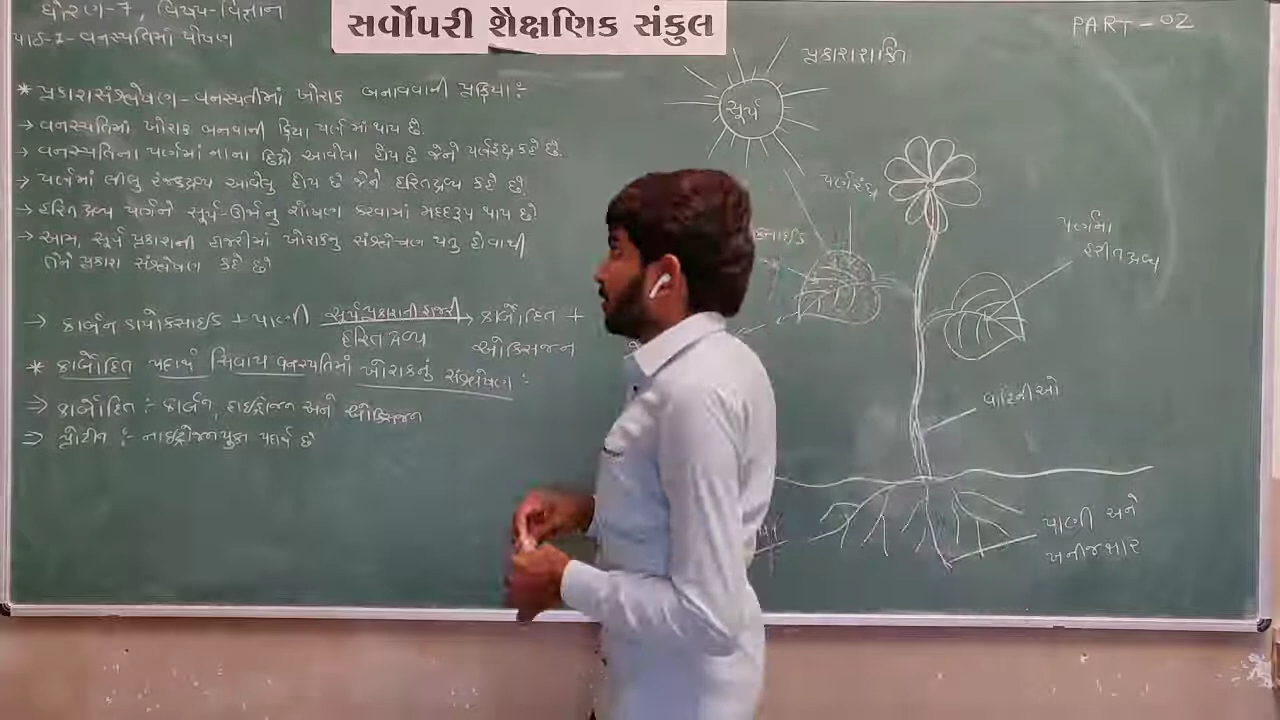 ધોરણ-7, વિષય-વિજ્ઞાન
પાઠ-1-વનસ્પતિમાં પોષણ
સર્વોપરી શૈક્ષણિક સંકુલ
PART-02
* પ્રકાશસંશ્લેષણ-વનસ્પતીમાં ખોરાક બનાવવાની પ્રક્રિયા:
→ વનસ્પતિમાં ખોરાક બનવાની ક્રિયા પર્ણમાં થાય છે.
→ વનસ્પતિના પર્ણમાં નાના છિદ્રો આવેલા હોય છે જેને પર્ણરંધ્ર કહે છે.
→ પર્ણમાં લીલુ રંજકદ્રવ્ય આવેલુ હોય છે જેને હરિતદ્રવ્ય કહે છે.
→ હરિતદ્રવ્ય પર્ણને સૂર્ય-ઊર્જાનુ શોષણ કરવામાં મદદરૂપ થાય છે
→ આમ, સૂર્ય પ્રકાશની હાજરીમાં ખોરાકનુ સંશ્લેષણ થતુ હોવાથી
તેને પ્રકાશ સંશ્લેષણ કહે છે
→ કાર્બન ડાયોક્સાઇડ + પાણી સૂર્યપ્રકાશની હાજરી → કાર્બોદિત +
હરિતદ્રવ્ય ઓક્સિજન
* કાર્બોદિત પદાર્થ સિવાય વનસ્પતિમાં ખોરાકનું સંશ્લેષણ :
⇒ કાર્બોદિત :- કાર્બન, હાઇડ્રોજન અને ઓક્સિજન
⇒ પ્રોટીન :- નાઇટ્રોજનયુક્ત પદાર્થ છે
પ્રકાશશક્તિ
સૂર્ય
પર્ણરંધ્ર
પર્ણના
હરીતદ્રવ્ય
વાહિનીઓ
પાણી અને
ખનીજક્ષાર